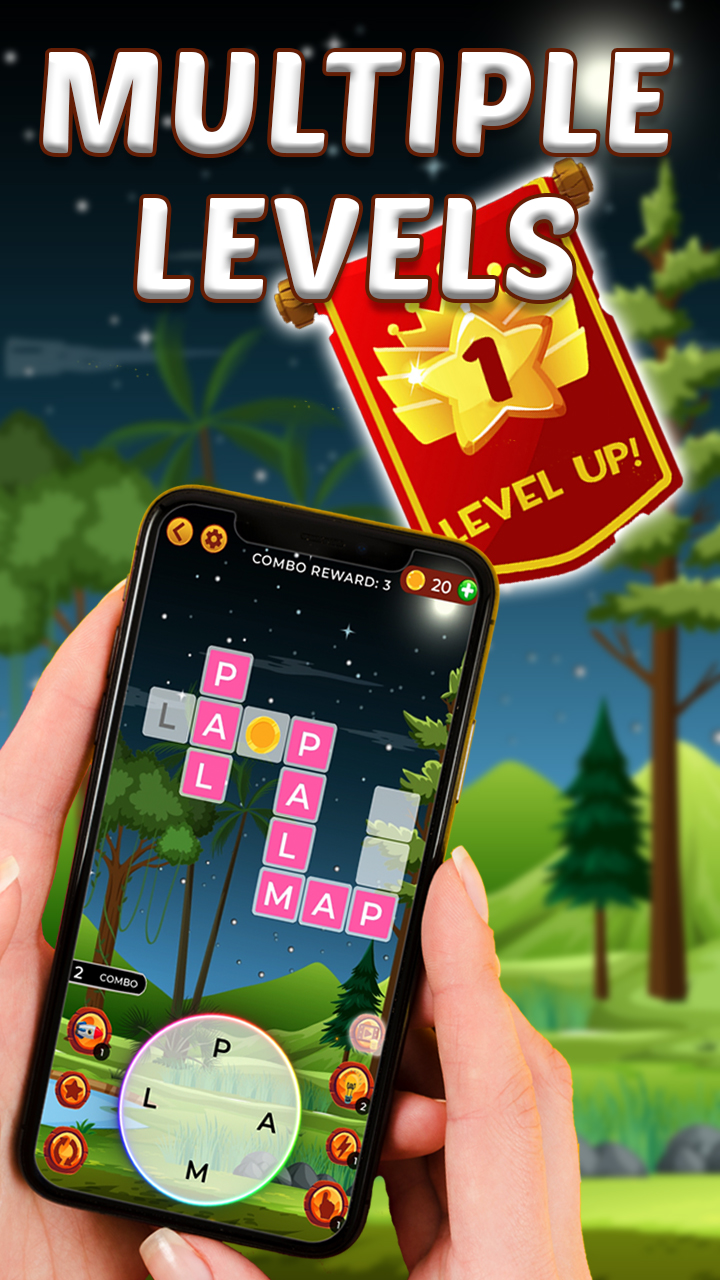 MULTIPLE
LEVELS
1
LEVEL UP!
COMBO REWARD: 3
20
P
L A P
L A
L
M A P
2 COMBO
P
L
A
M
1
2
1
1